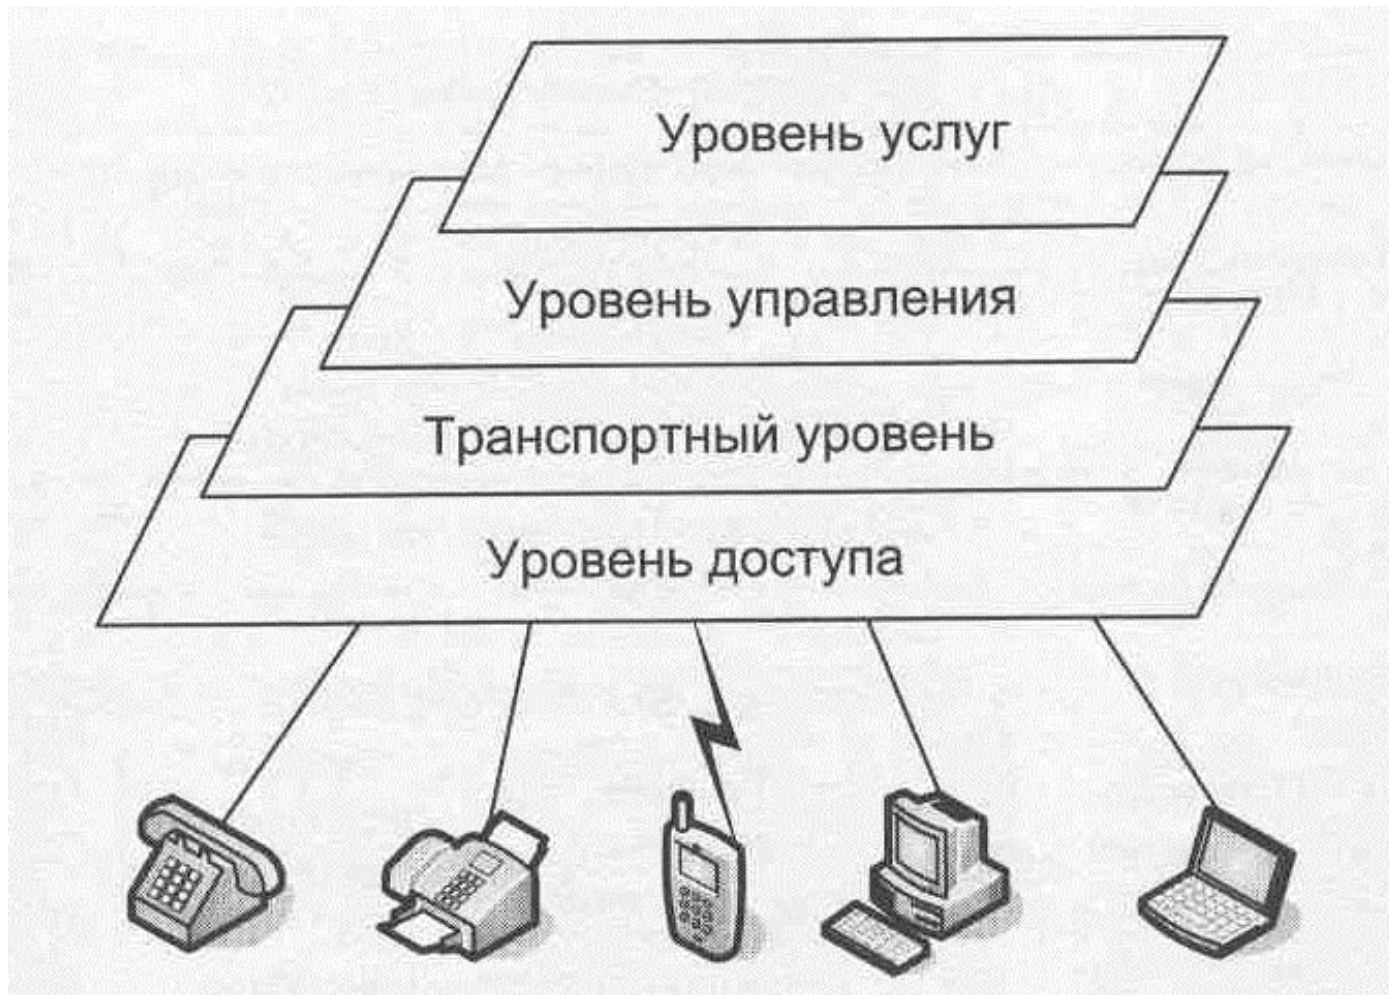 Уровень услуг
Уровень управления
Транспортный уровень
Уровень доступа